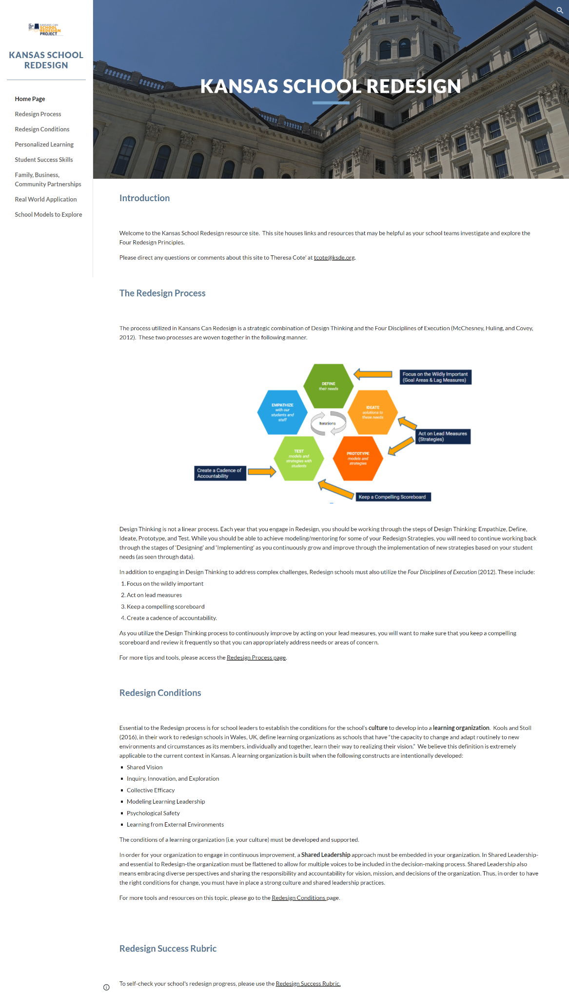 KANSANS CAN
SCHOOL
REDESIGN
PROJECT
KANSAS SCHOOL
REDESIGN
Home Page
Redesign Process
Redesign Conditions
Personalized Learning
Student Success Skills
Family, Business,
Community Partnerships
Real World Application
School Models to Explore
KANSAS SCHOOL REDESIGN
Introduction
Welcome to the Kansas School Redesign resource site.  This site houses links and resources that may be helpful as your school teams investigate and explore the
Four Redesign Principles.
Please direct any questions or comments about this site to Theresa Cote' at tcote@ksde.org.
The Redesign Process
The process utilized in Kansans Can Redesign is a strategic combination of Design Thinking and the Four Disciplines of Execution (McChesney, Huling, and Covey,
2012).  These two processes are woven together in the following manner.
DEFINE
their needs
Focus on the Wildly Important
(Goal Areas & Lag Measures)
EMPATHIZE
with our
students and
staff
IDEATE
solutions to
these needs
Iterations
Act on Lead Measures
(Strategies)
TEST
models and
strategies with
students
PROTOTYPE
models and
strategies
Create a Cadence of
Accountability
Keep a Compelling Scoreboard
Design Thinking is not a linear process. Each year that you engage in Redesign, you should be working through the steps of Design Thinking: Empathize, Define,
Ideate, Prototype, and Test. While you should be able to achieve modeling/mentoring for some of your Redesign Strategies, you will need to continue working back
through the stages of ‘Designing’ and ‘Implementing’ as you continuously grow and improve through the implementation of new strategies based on your student
needs (as seen through data).
In addition to engaging in Design Thinking to address complex challenges, Redesign schools must also utilize the Four Disciplines of Execution (2012). These include:
1. Focus on the wildly important
2. Act on lead measures
3. Keep a compelling scoreboard
4. Create a cadence of accountability.
As you utilize the Design Thinking process to continuously improve by acting on your lead measures, you will want to make sure that you keep a compelling
scoreboard and review it frequently so that you can appropriately address needs or areas of concern.
For more tips and tools, please access the Redesign Process page.
Redesign Conditions
Essential to the Redesign process is for school leaders to establish the conditions for the school’s culture to develop into a learning organization.  Kools and Stoll
(2016), in their work to redesign schools in Wales, UK, define learning organizations as schools that have “the capacity to change and adapt routinely to new
environments and circumstances as its members, individually and together, learn their way to realizing their vision.”  We believe this definition is extremely
applicable to the current context in Kansas. A learning organization is built when the following constructs are intentionally developed:
▪ Shared Vision
▪ Inquiry, Innovation, and Exploration
▪ Collective Efficacy
▪ Modeling Learning Leadership
▪ Psychological Safety
▪ Learning from External Environments
The conditions of a learning organization (i.e. your culture) must be developed and supported.
In order for your organization to engage in continuous improvement, a Shared Leadership approach must be embedded in your organization. In Shared Leadership-
and essential to Redesign-the organization must be flattened to allow for multiple voices to be included in the decision-making process. Shared Leadership also
means embracing diverse perspectives and sharing the responsibility and accountability for vision, mission, and decisions of the organization. Thus, in order to have
the right conditions for change, you must have in place a strong culture and shared leadership practices.
For more tools and resources on this topic, please go to the Redesign Conditions page.
Redesign Success Rubric
To self-check your school's redesign progress, please use the Redesign Success Rubric.